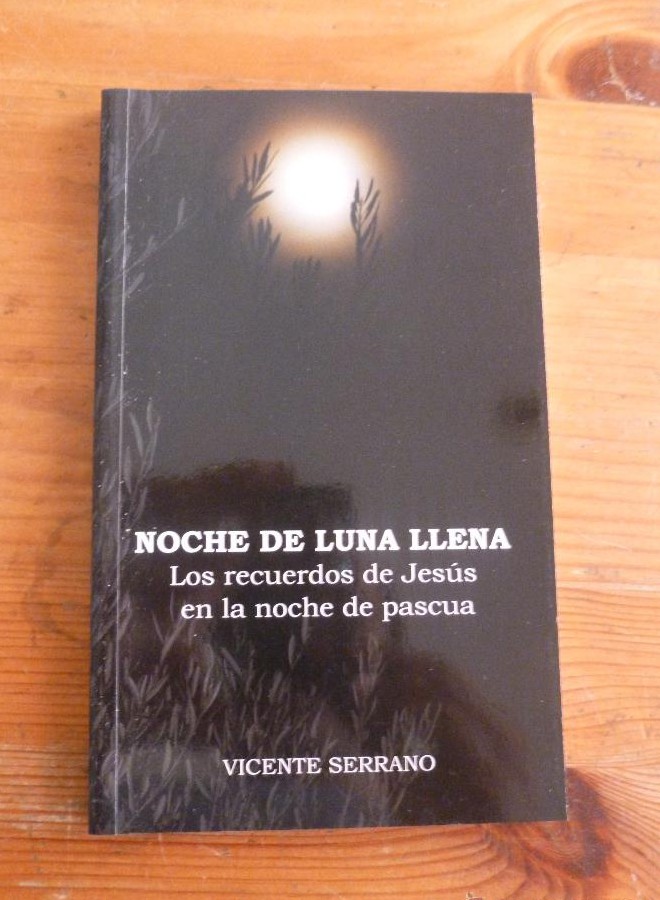 NOCHE DE LUNA LLENA
Los recuerdos de Jesús
en la noche de pascua
VICENTE SERRANO